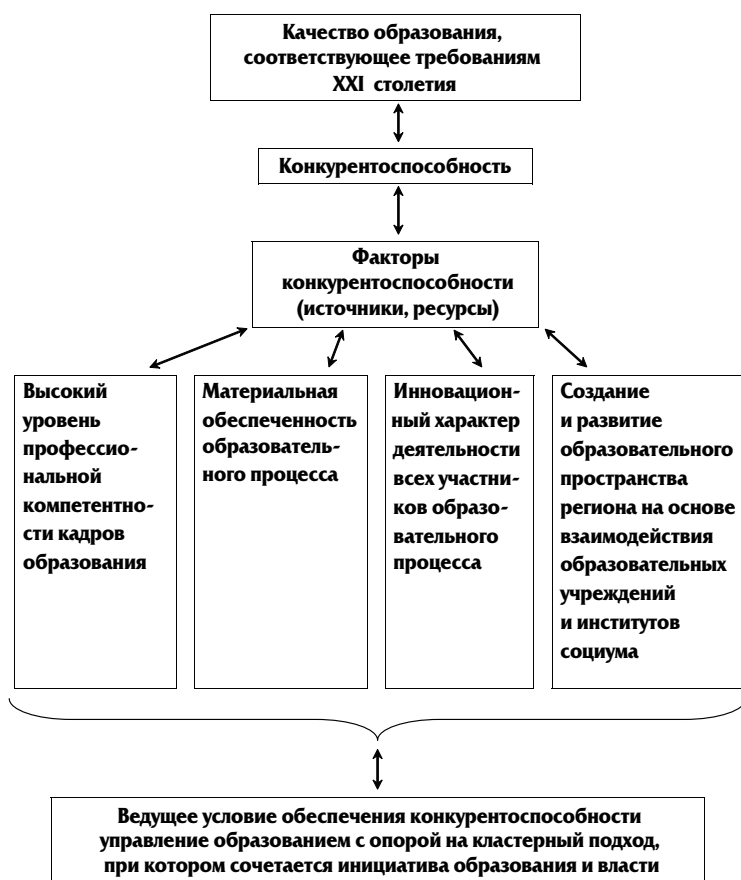 Качество образования,
соответствующее требованиям
XXI столетия
Конкурентоспособность
Факторы
конкурентоспособности
(источники, ресурсы)
Высокий
уровень
профессио-
нальной
компетентно-
сти кадров
образования
Материальная
обеспеченность
образователь-
ного процесса
Инновацион-
ный характер
деятельности
всех участни-
ков образо-
вательного
процесса
Создание
и развитие
образовательного
пространства
региона на основе
взаимодействия
образовательных
учреждений
и институтов
социума
Ведущее условие обеспечения конкурентоспособности
управление образованием с опорой на кластерный подход,
при котором сочетается инициатива образования и власти